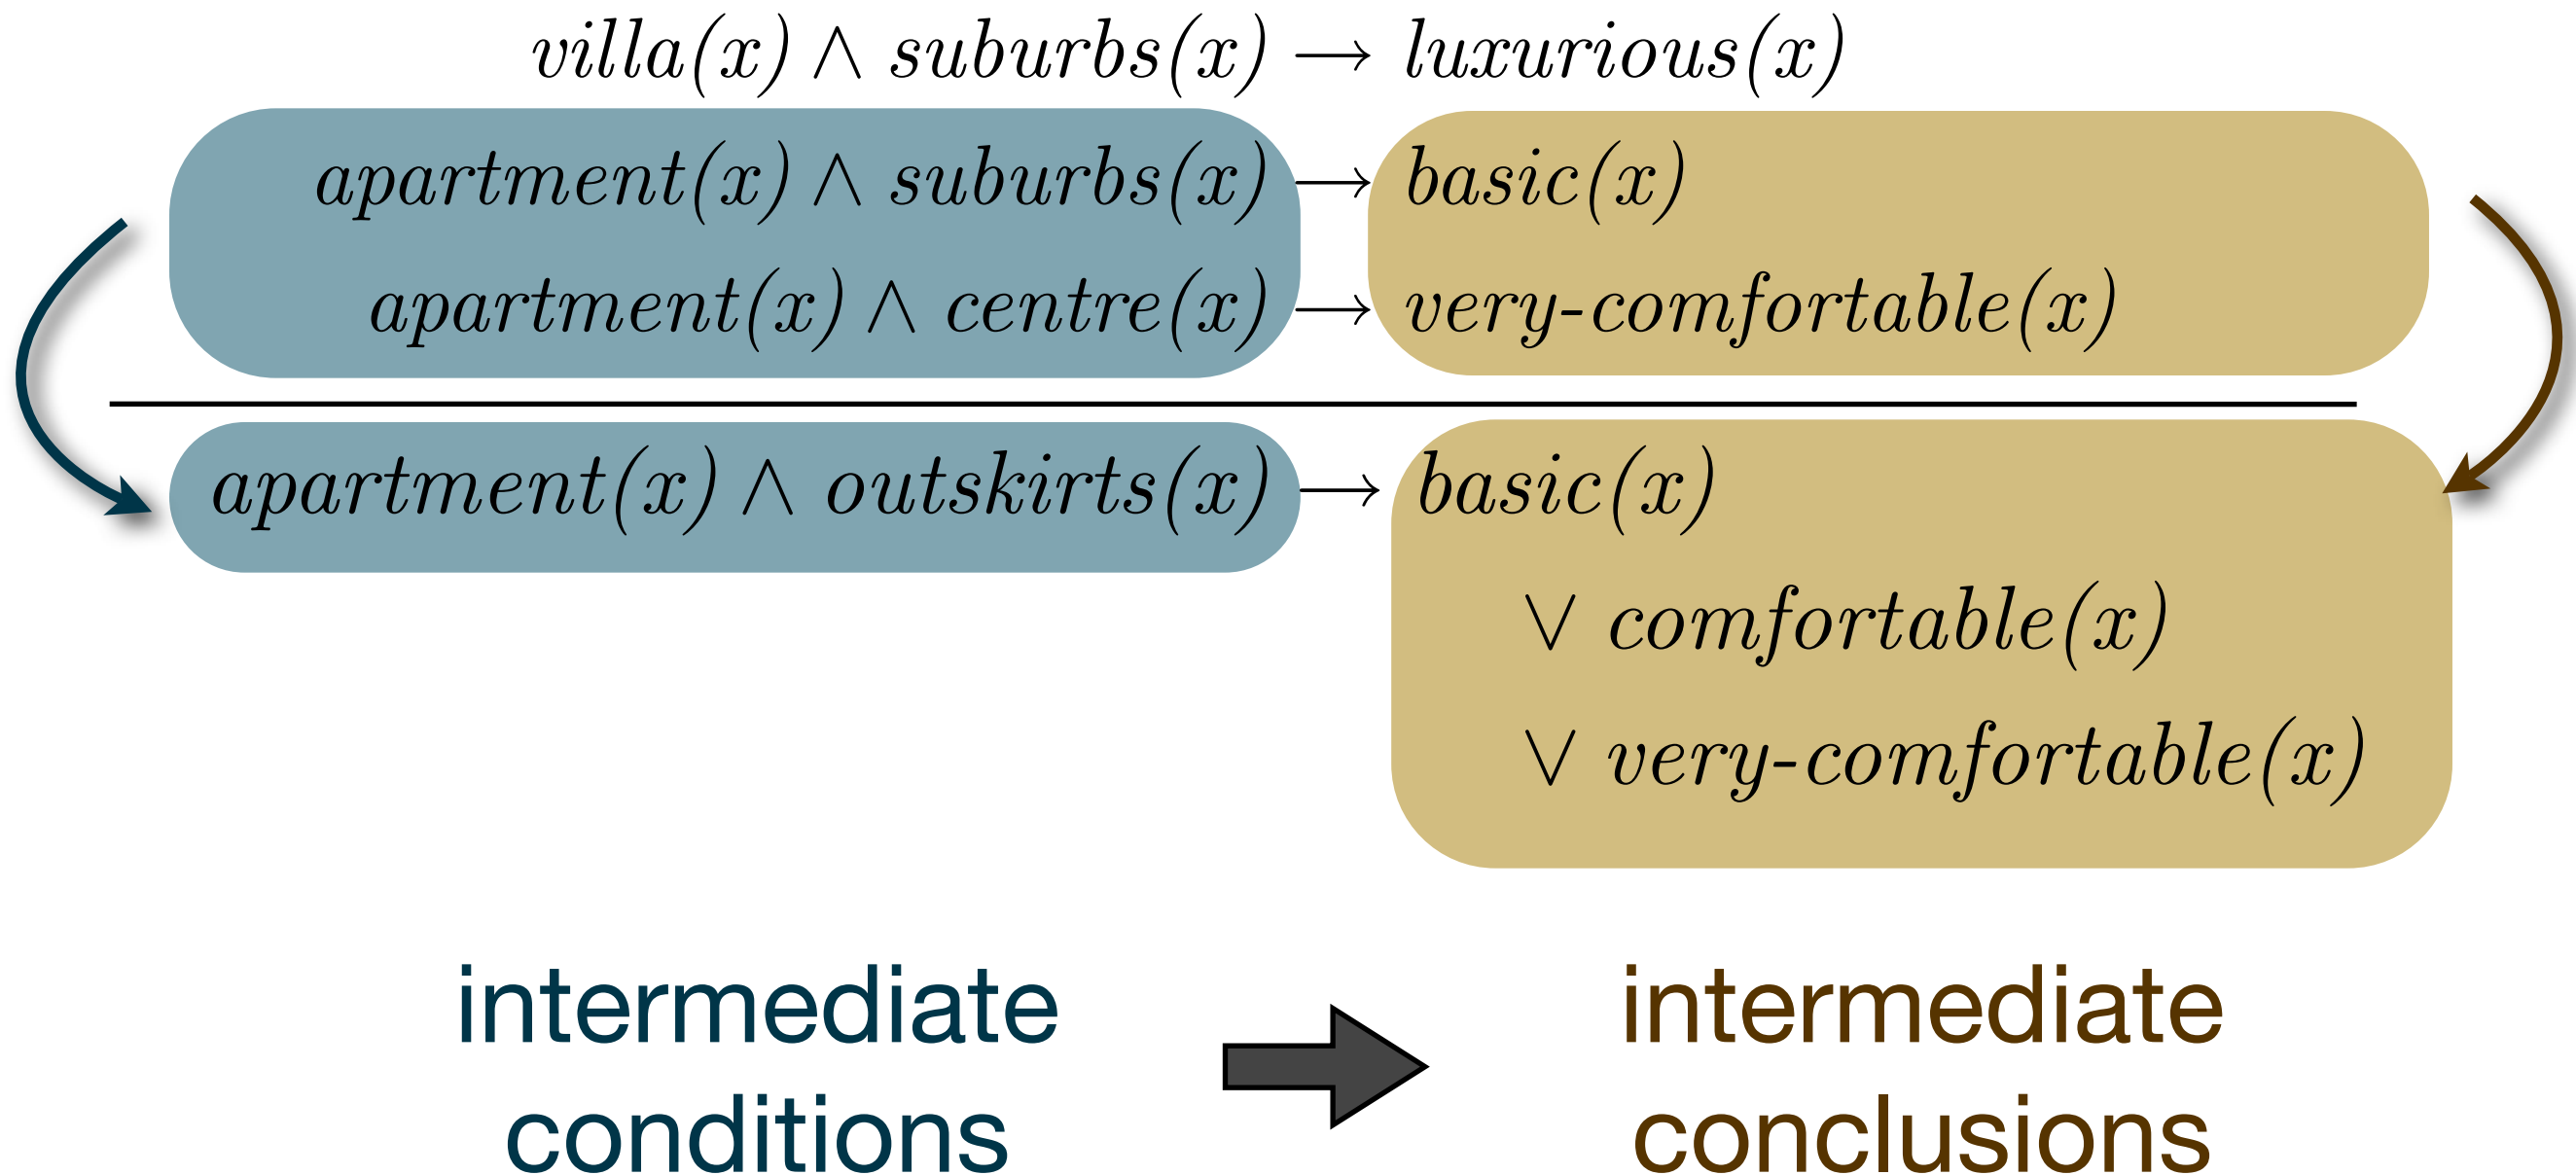 villa(x) ∧ suburbs(x) → luxurious(x)
apartment(x) ∧ suburbs(x) → basic(x)
apartment(x) ∧ centre(x) → very-comfortable(x)
apartment(x) ∧ outskirts(x) → basic(x)
∨ comfortable(x)
∨ very-comfortable(x)
intermediate
conditions
intermediate
conclusions